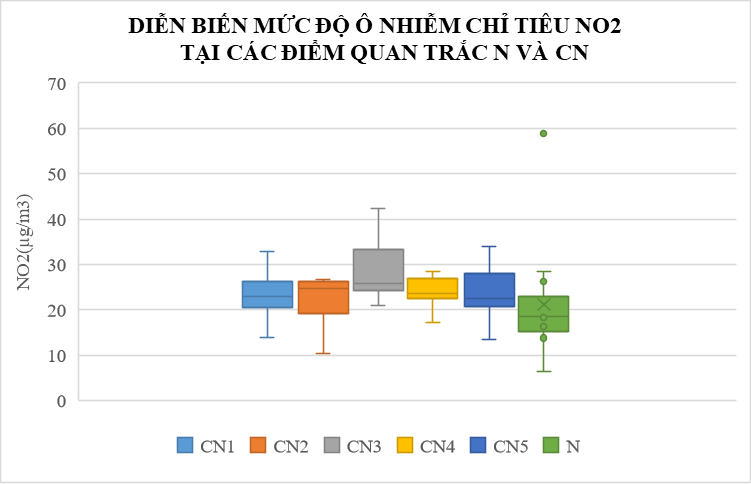 DIỄN BIẾN MỨC ĐỘ Ô NHIỄM CHỈ TIÊU NO2
TẠI CÁC ĐIỂM QUAN TRẮC N VÀ CN
70
60
50
40
30
20
10
0
NO2(µg/m3)
CN1 CN2 CN3 CN4 CN5 N